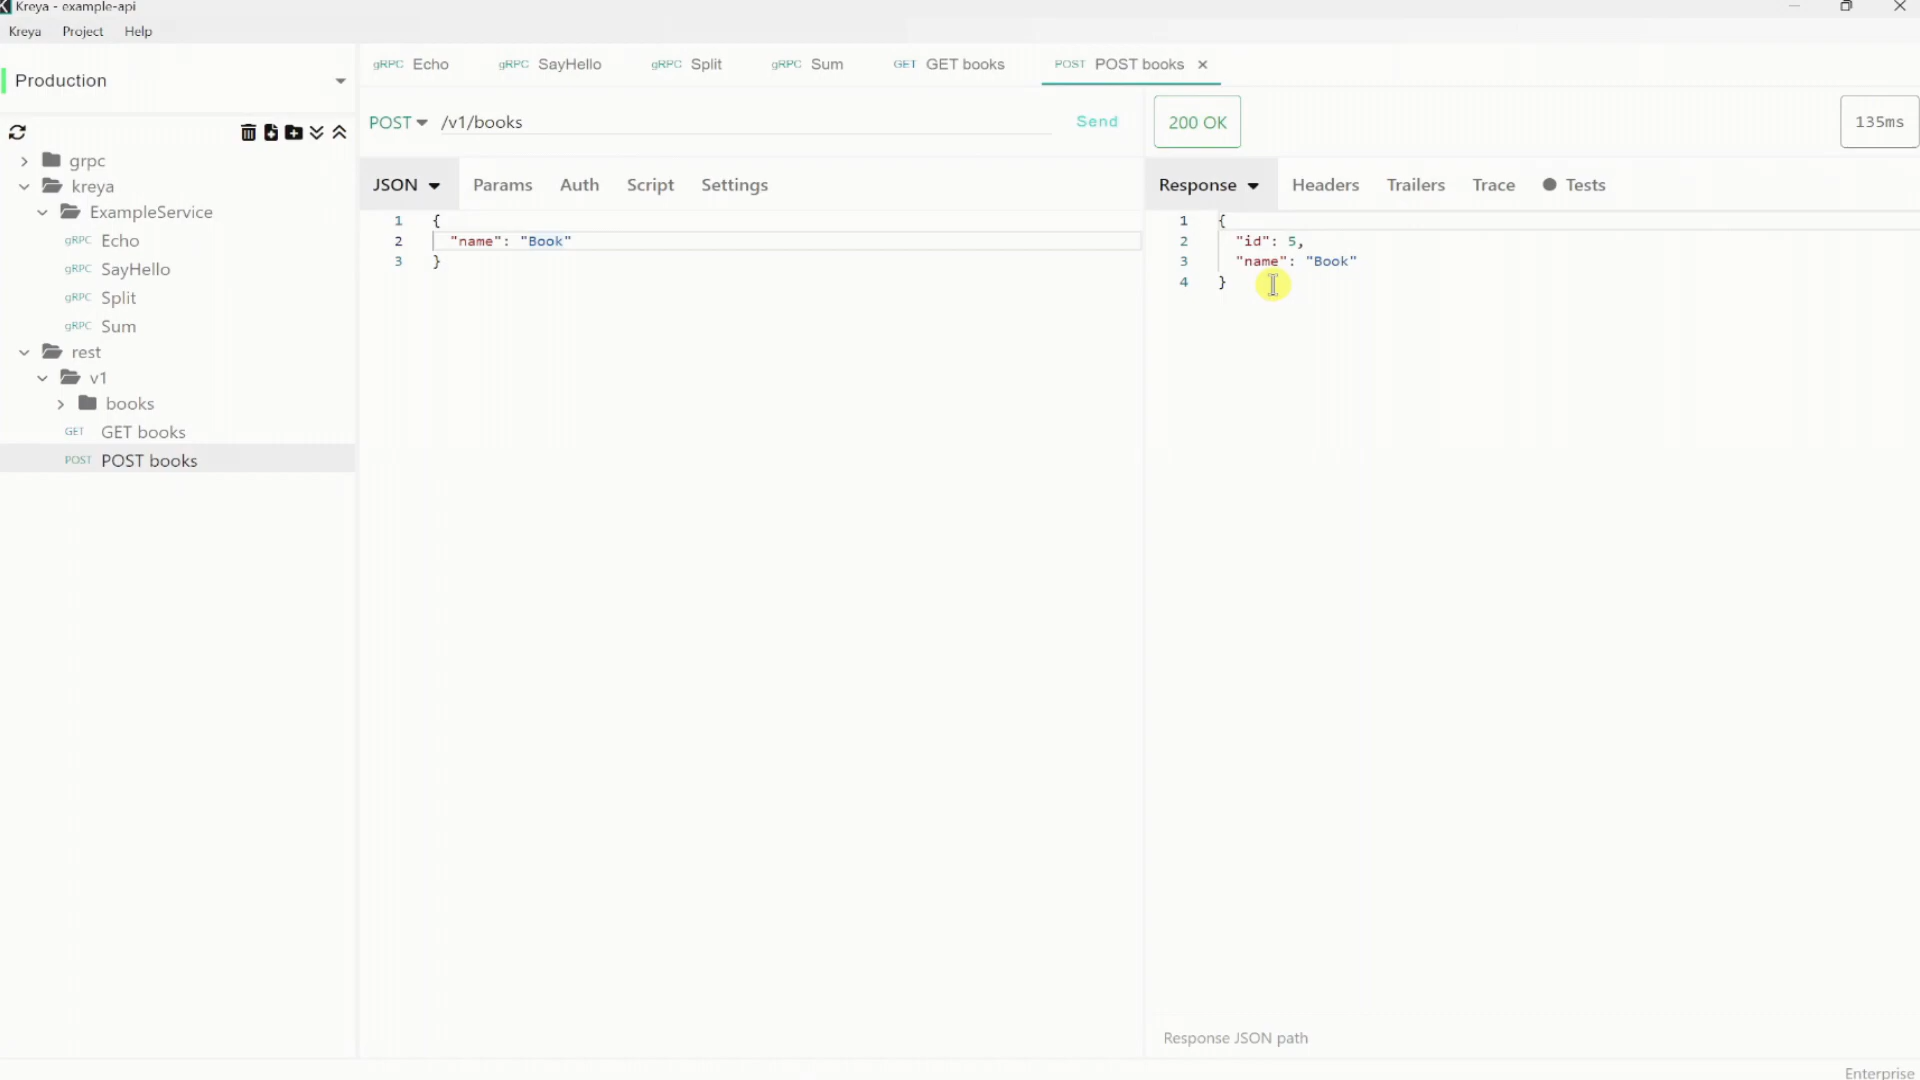 Kreya - example-api
Kreya Project Help
Production
grpc
kreya
ExampleService
gRPC Echo
gRPC SayHello
gRPC Split
gRPC Sum
rest
v1
books
GET GET books
POST POST books
gRPC Echo gRPC SayHello gRPC Split gRPC Sum GET GET books POST POST books
POST /v1/books Send
JSON Params Auth Script Settings
1 {
2 "name": "Book"
3 }
200 OK 135ms
Response Headers Trailers Trace Tests
1 {
2 "id": 5,
3 "name": "Book"
4 }
Response JSON path
Enterprise